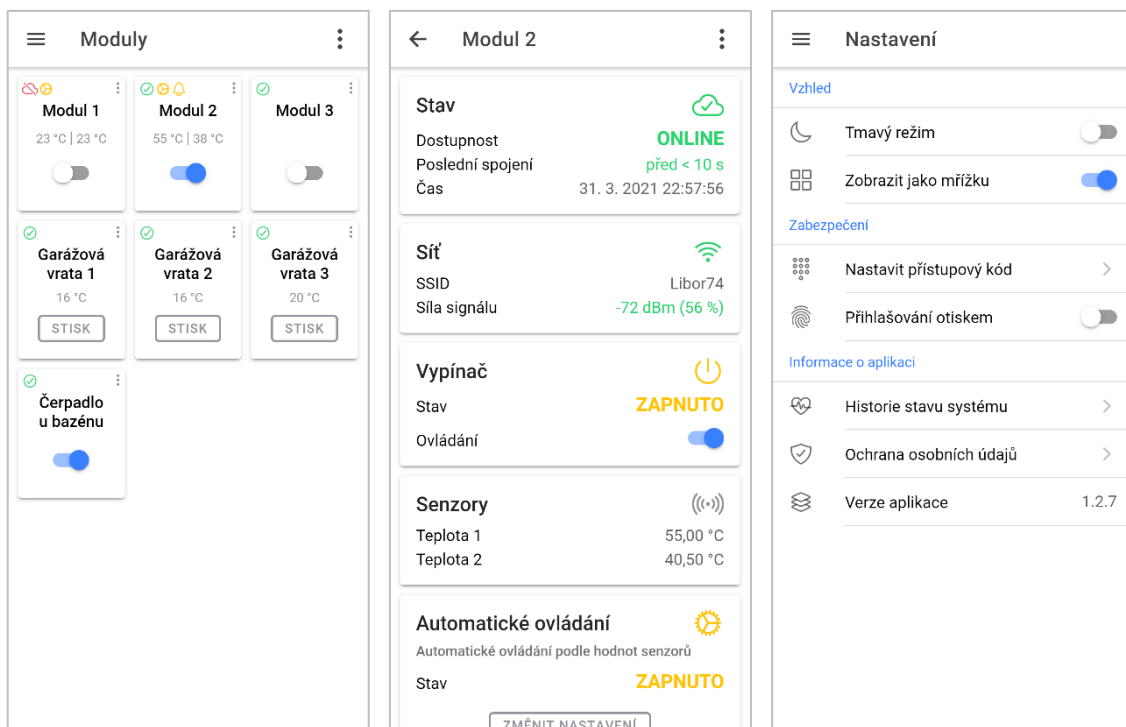 Moduly
Modul 1
23 °C | 23 °C
Modul 2
55 °C | 38 °C
Modul 3
Garážová
vrata 1
16 °C
STISK
Garážová
vrata 2
16 °C
STISK
Garážová
vrata 3
20 °C
STISK
Čerpadlo
u bazénu
Modul 2
Stav
Dostupnost ONLINE
Poslední spojení před < 10 s
Čas 31. 3. 2021 22:57:56
Síť
SSID Libor74
Síla signálu -72 dBm (56 %)
Vypínač
Stav ZAPNUTO
Ovládání
Senzory
Teplota 1 55,00 °C
Teplota 2 40,50 °C
Automatické ovládání
Automatické ovládání podle hodnot senzorů
Stav ZAPNUTO
ZMĚNIT NASTAVENÍ
Nastavení
Vzhled
Tmavý režim
Zobrazit jako mřížku
Zabezpečení
Nastavit přístupový kód
Přihlašování otiskem
Informace o aplikaci
Historie stavu systému
Ochrana osobních údajů
Verze aplikace 1.2.7